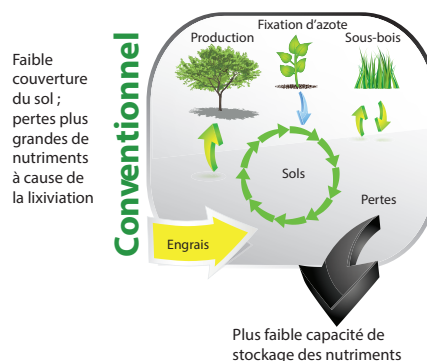 Faible
couverture
du sol ;
pertes plus
grandes de
nutriments
à cause de
la lixiviation
Conventionnel
Fixation d'azote
Production
Sous-bois
Sols
Pertes
Engrais
Plus faible capacité de
stockage des nutriments